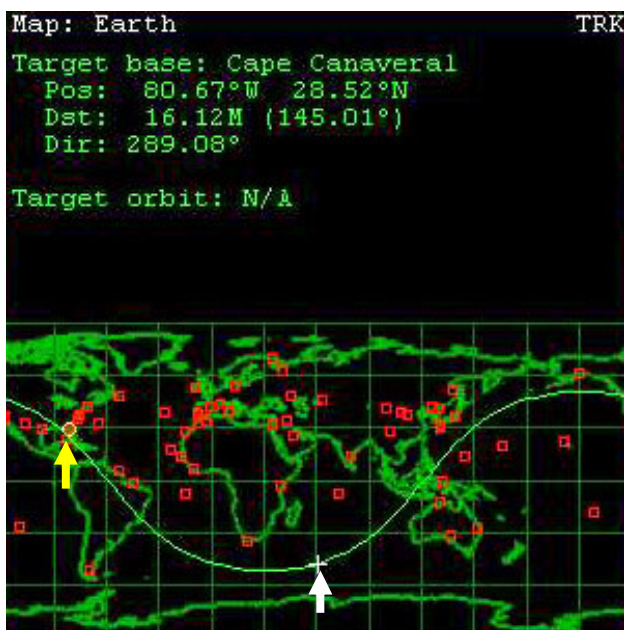 Map: Earth TRK
Target base: Cape Canaveral
Pos: 80.67°W 28.52°N
Dst: 16.12M (145.01°)
Dir: 289.08°
Target orbit: N/A